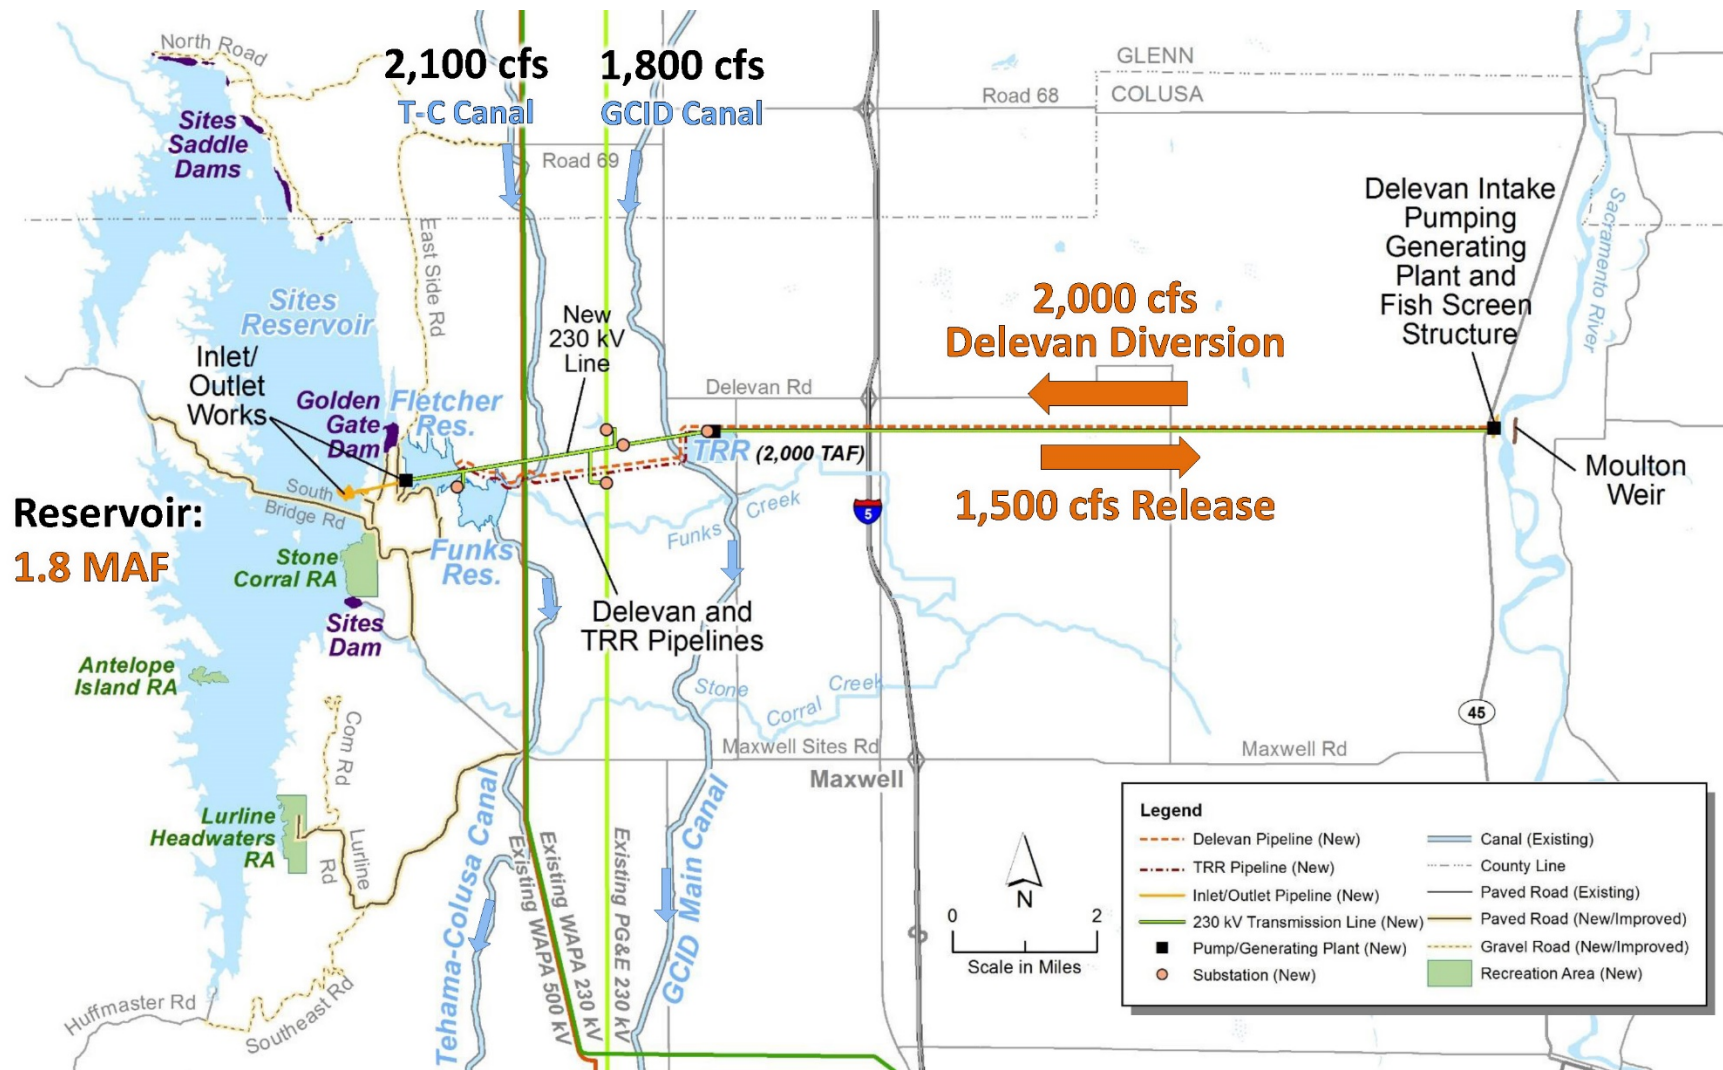 North Road
2,100 cfs
T-C Canal
1,800 cfs
GCID Canal
GLENN
COLUSA
Road 68
Road 69
Sites
Saddle
Dams
East Side Rd
Sites
Reservoir
New
230 kV
Line
Delevan Intake
Pumping
Generating
Plant and
Fish Screen
Structure
Sacramento River
2,000 cfs
Delevan Diversion
Inlet/
Outlet
Works
Golden
Gate
Dam
Fletcher
Res.
Delevan Rd
TRR (2,000 TAF)
1,500 cfs Release
Moulton
Weir
South
Bridge Rd
Reservoir:
1.8 MAF
Funks
Creek
5
Funks
Res.
Stone
Corral RA
Sites
Dam
Delevan and
TRR Pipelines
Antelope
Island RA
Stone
Corral
Creek
45
Com Rd
Maxwell Sites Rd
Maxwell Rd
Maxwell
Lurline
Headwaters
RA
Lurline
Rd
Tehama-Colusa Canal
Existing WAPA 500 kV
Existing WAPA 230 kV
Existing PG&E 230 kV
GCID Main Canal
Huffmaster Rd
Southeast Rd
N
0
2
Scale in Miles
Legend
Delevan Pipeline (New)
TRR Pipeline (New)
Inlet/Outlet Pipeline (New)
230 kV Transmission Line (New)
Pump/Generating Plant (New)
Substation (New)
Canal (Existing)
County Line
Paved Road (Existing)
Paved Road (New/Improved)
Gravel Road (New/Improved)
Recreation Area (New)